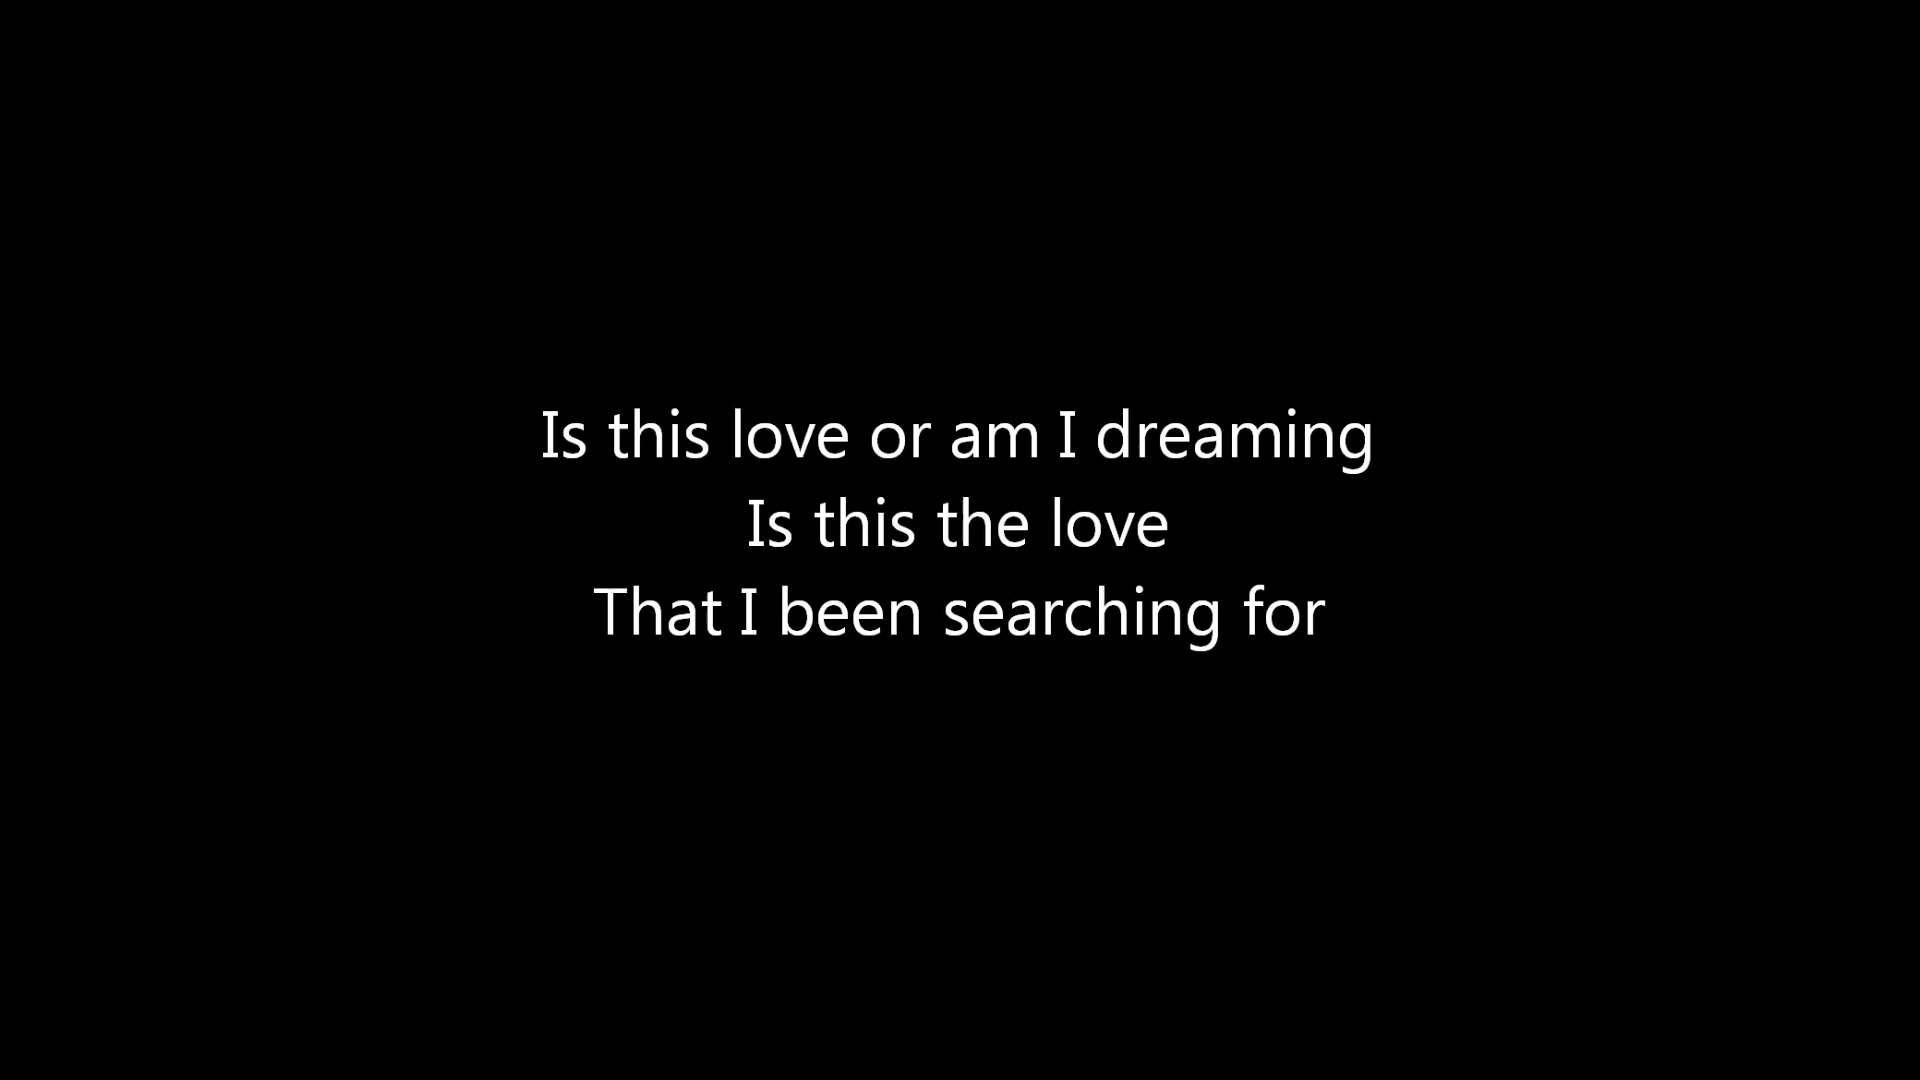 Is this love or am I dreaming
Is this the love
That I been searching for